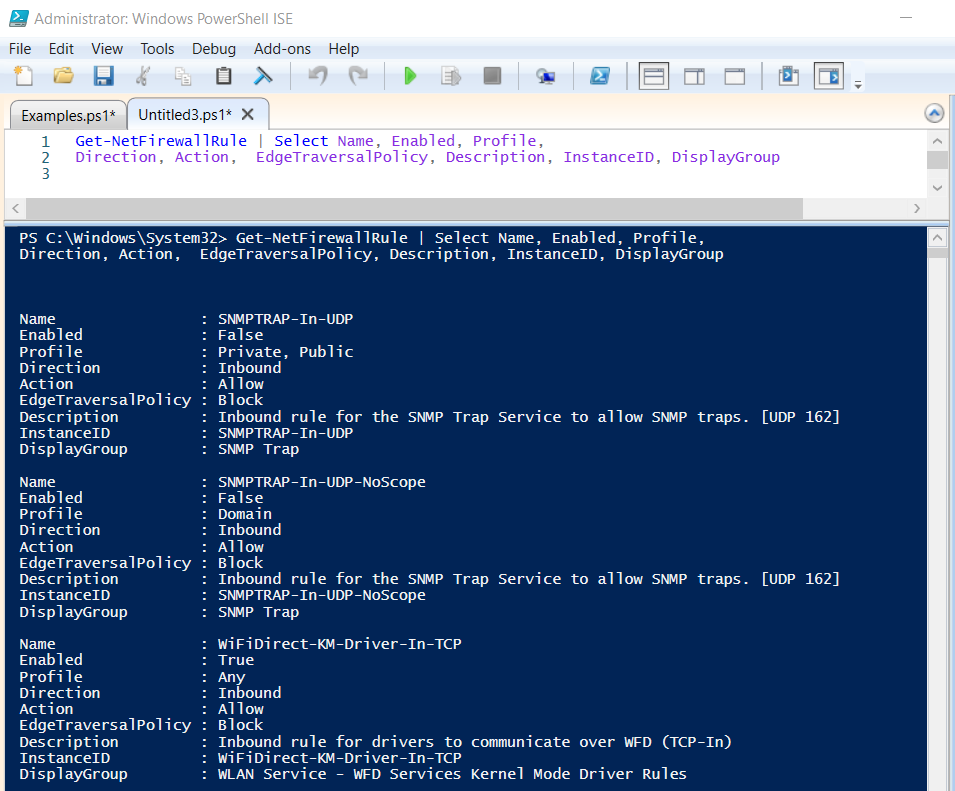 Administrator: Windows PowerShell ISE
File Edit View Tools Debug Add-ons Help
Examples.ps1* Untitled3.ps1*
1 Get-NetFirewallRule | Select Name, Enabled, Profile,
2 Direction, Action,  EdgeTraversalPolicy, Description, InstanceID, DisplayGroup
3
PS C:\Windows\System32> Get-NetFirewallRule | Select Name, Enabled, Profile,
Direction, Action,  EdgeTraversalPolicy, Description, InstanceID, DisplayGroup
Name : SNMPTRAP-In-UDP
Enabled : False
Profile : Private, Public
Direction : Inbound
Action : Allow
EdgeTraversalPolicy : Block
Description : Inbound rule for the SNMP Trap Service to allow SNMP traps. [UDP 162]
InstanceID : SNMPTRAP-In-UDP
DisplayGroup : SNMP Trap
Name : SNMPTRAP-In-UDP-NoScope
Enabled : False
Profile : Domain
Direction : Inbound
Action : Allow
EdgeTraversalPolicy : Block
Description : Inbound rule for the SNMP Trap Service to allow SNMP traps. [UDP 162]
InstanceID : SNMPTRAP-In-UDP-NoScope
DisplayGroup : SNMP Trap
Name : WiFiDirect-KM-Driver-In-TCP
Enabled : True
Profile : Any
Direction : Inbound
Action : Allow
EdgeTraversalPolicy : Block
Description : Inbound rule for drivers to communicate over WFD (TCP-In)
InstanceID : WiFiDirect-KM-Driver-In-TCP
DisplayGroup : WLAN Service - WFD Services Kernel Mode Driver Rules